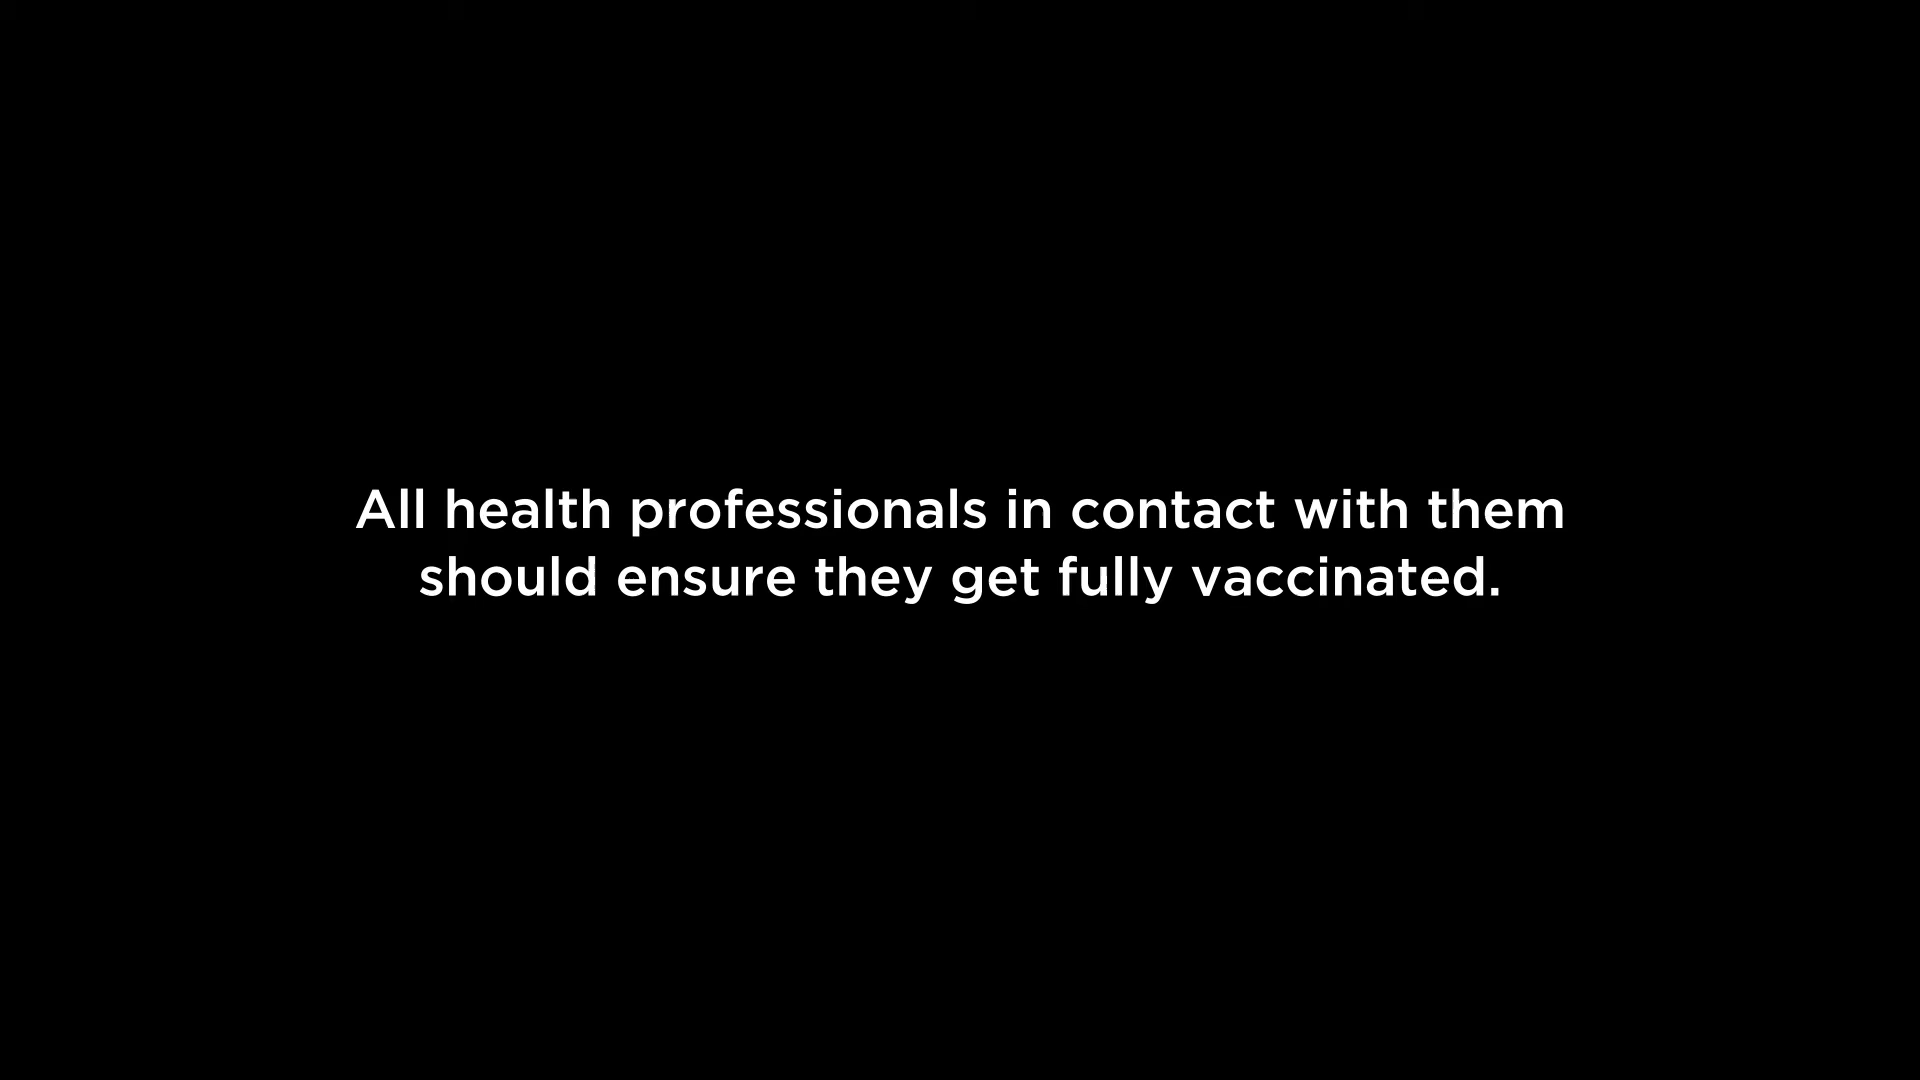 All health professionals in contact with them
should ensure they get fully vaccinated.